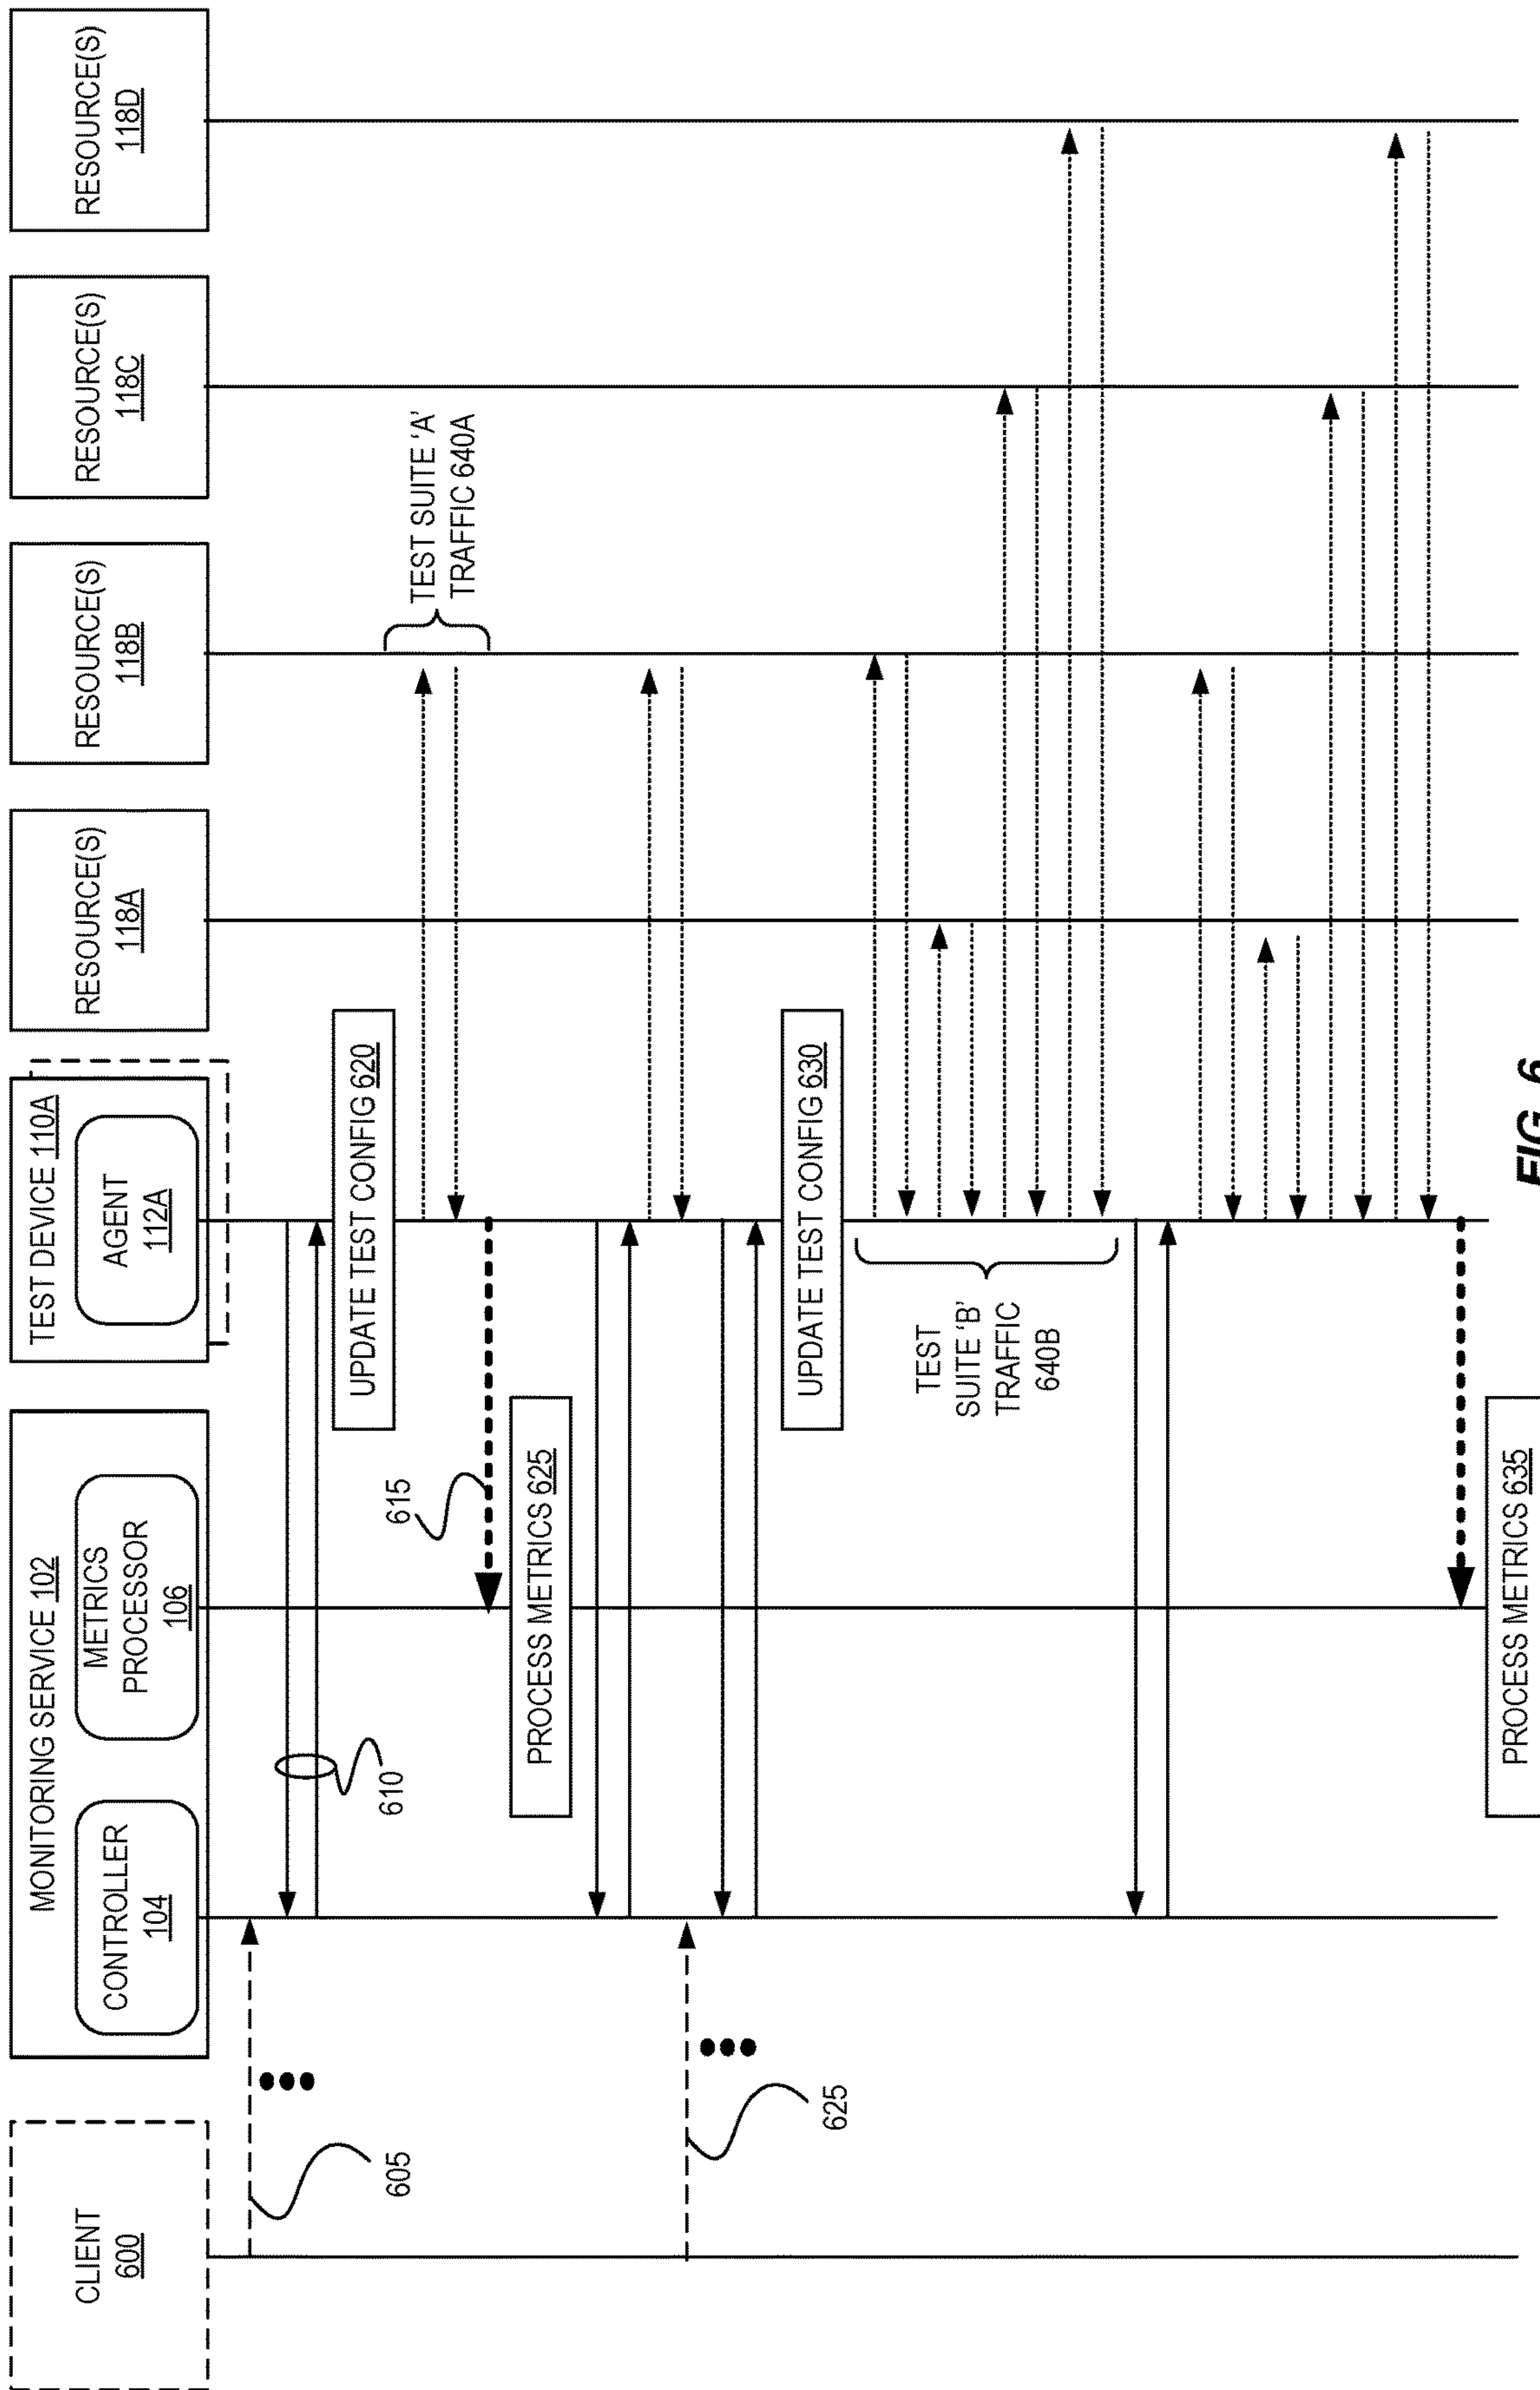 CLIENT
600
MONITORING SERVICE 102
CONTROLLER
104
METRICS
PROCESSOR
106
TEST DEVICE 110A
AGENT
112A
RESOURCE(S)
118A
RESOURCE(S)
118B
RESOURCE(S)
118C
RESOURCE(S)
118D
605
610
UPDATE TEST CONFIG 620
TEST SUITE ‘A’
TRAFFIC 640A
615
PROCESS METRICS 625
625
UPDATE TEST CONFIG 630
TEST
SUITE ‘B’
TRAFFIC
640B
PROCESS METRICS 635
FIG. 6